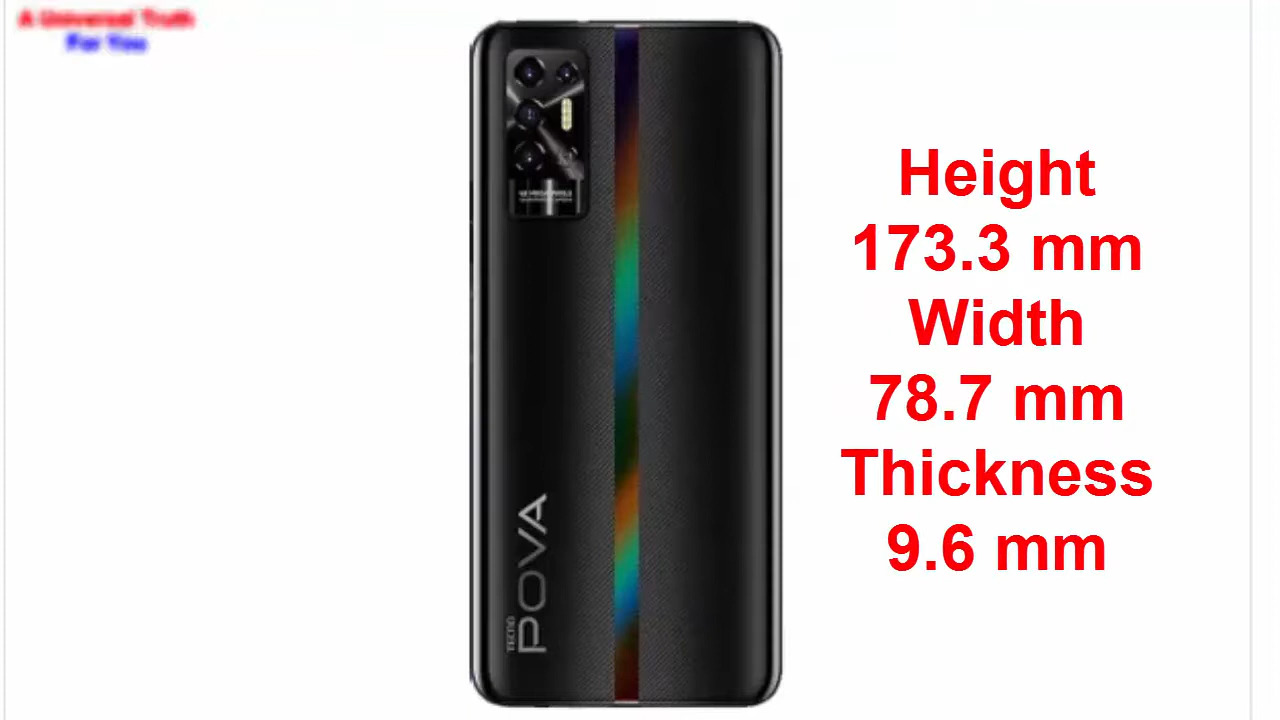 A Universal Truth
For You
Height
173.3 mm
Width
78.7 mm
Thickness
9.6 mm
TECNO
POVA